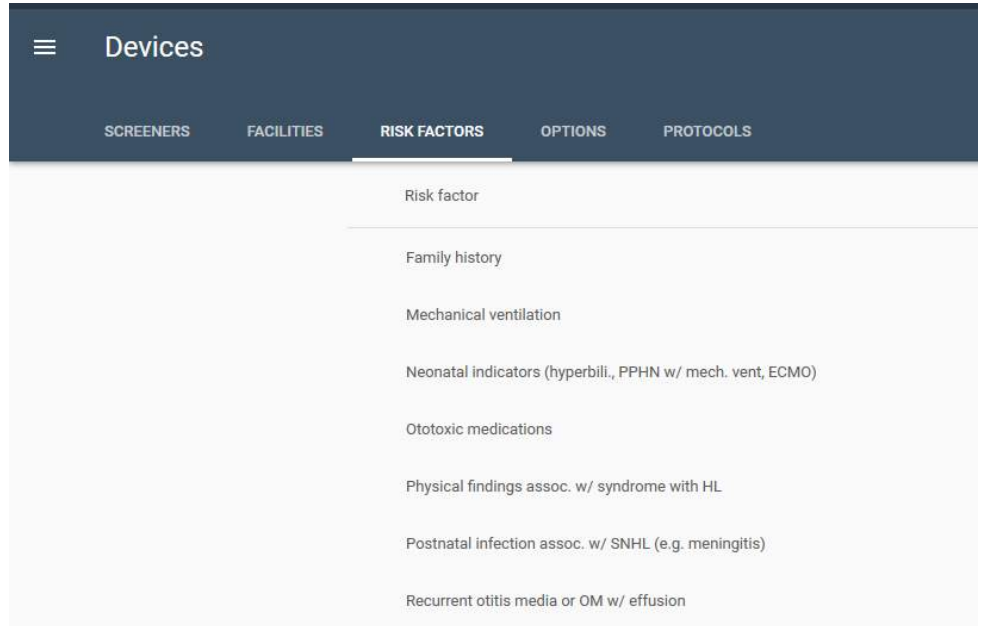 Devices
SCREENERS FACILITIES RISK FACTORS OPTIONS PROTOCOLS
Risk factor
Family history
Mechanical ventilation
Neonatal indicators (hyperbili., PPHN w/ mech. vent, ECMO)
Ototoxic medications
Physical findings assoc. w/ syndrome with HL
Postnatal infection assoc. w/ SNHL (e.g. meningitis)
Recurrent otitis media or OM w/ effusion